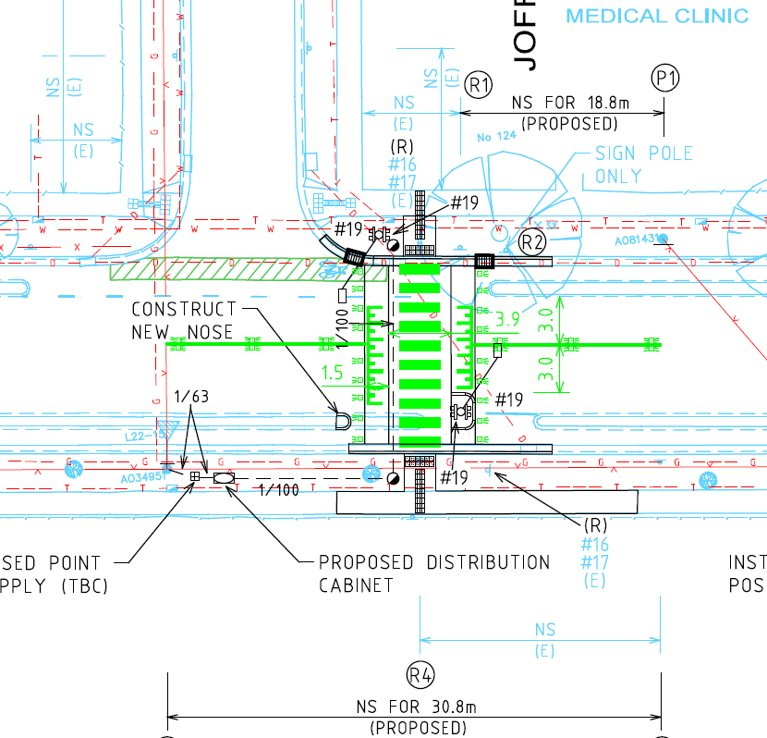 JOFF
MEDICAL CLINIC
R1
P1
NS
(E)
NS
(E)
NS
(E)
NS
(E)
NS FOR 18.8m
(PROPOSED)
(R)
#16
#17
(E)
No 124
SIGN POLE
ONLY
#19
#19
R2
A081431
CONSTRUCT
NEW NOSE
1/100
3.9
3.0
3.0
1.5
1/63
#19
L22-15
A034951
#19
1/100
(R)
#16
#17
(E)
SED POINT
PPLY (TBC)
PROPOSED DISTRIBUTION
CABINET
INST
POS
NS
(E)
R4
NS FOR 30.8m
(PROPOSED)